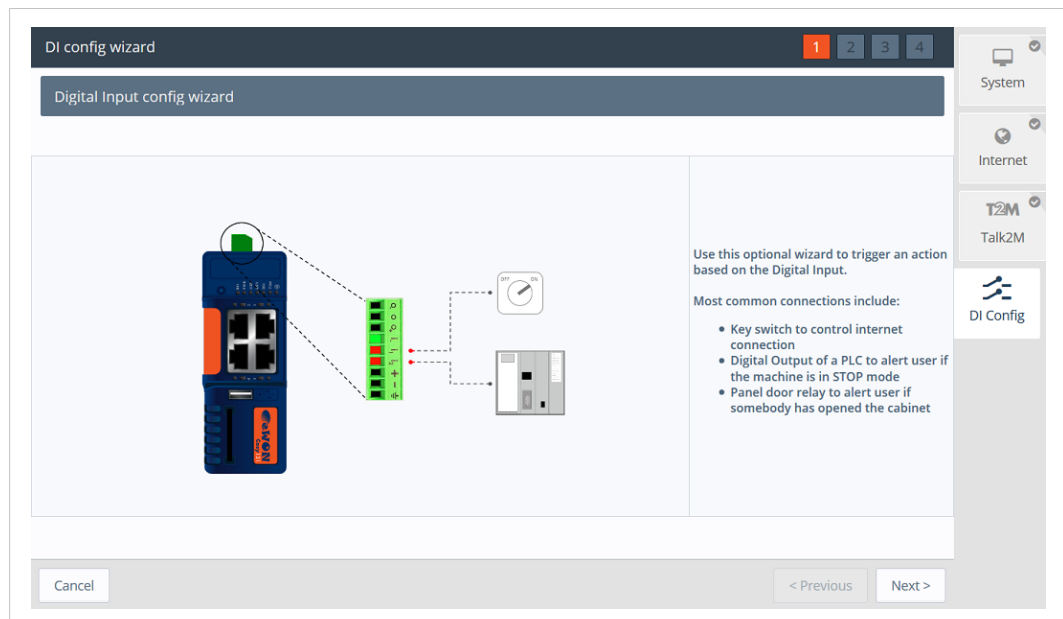 DI config wizard
1 2 3 4
Digital Input config wizard
System
Internet
T2M
Talk2M
DI Config
OFF ON
eWON
Use this optional wizard to trigger an action
based on the Digital Input.
Most common connections include:
Key switch to control internet
connection
Digital Output of a PLC to alert user if
the machine is in STOP mode
Panel door relay to alert user if
somebody has opened the cabinet
Cancel
< Previous
Next >